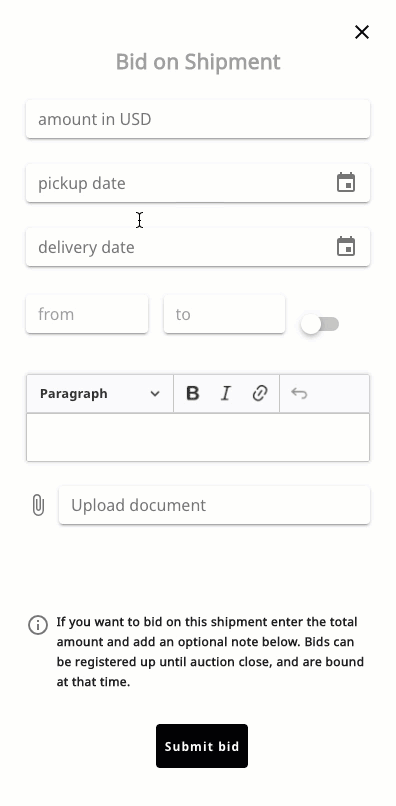 Bid on Shipment
amount in USD
pickup date
delivery date
from to
Paragraph B I
Upload document
If you want to bid on this shipment enter the total
amount and add an optional note below. Bids can
be registered up until auction close, and are bound
at that time.
Submit bid